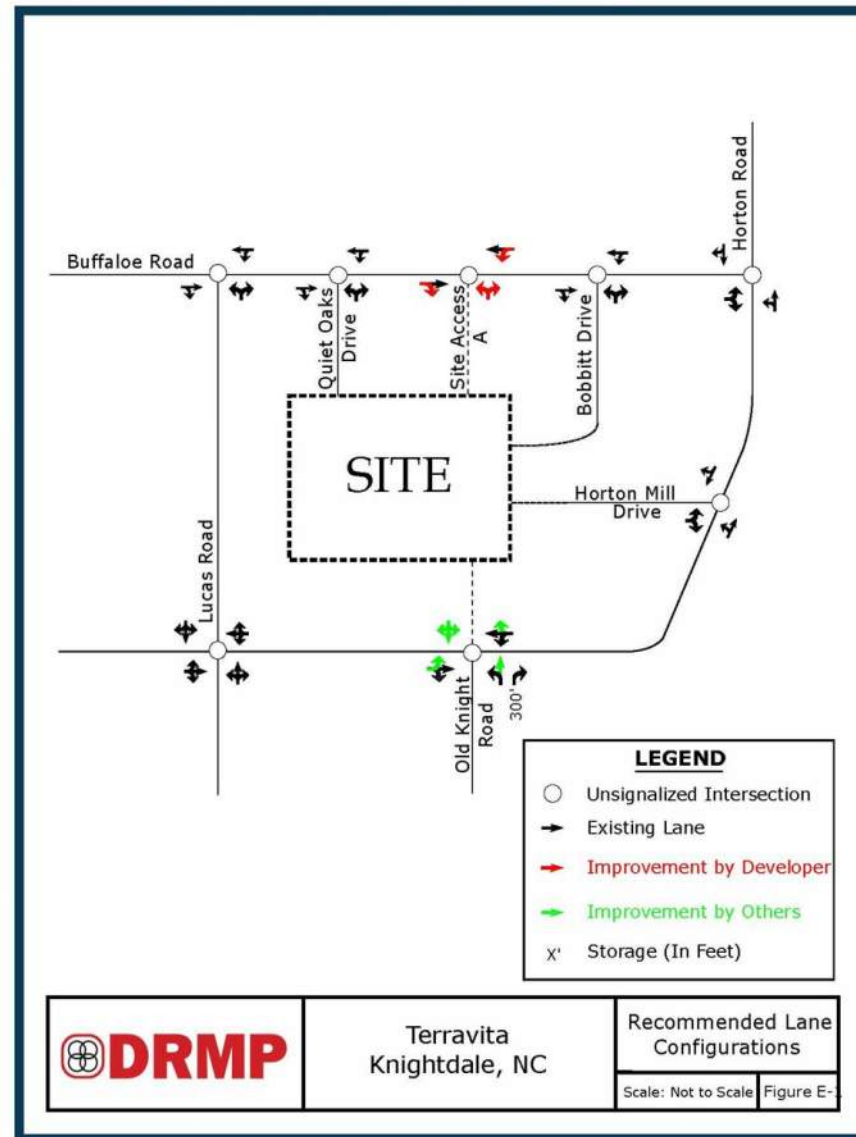 Horton Road
Buffaloe Road
Quiet Oaks
Drive
Site Access
A
Bobbitt Drive
SITE
Horton Mill
Drive
Lucas Road
Old Knight
Road
300'
LEGEND
Unsignalized Intersection
Existing Lane
Improvement by Developer
Improvement by Others
X' Storage (In Feet)
DRMP
Terravita
Knightdale, NC
Recommended Lane
Configurations
Scale: Not to Scale
Figure E-1